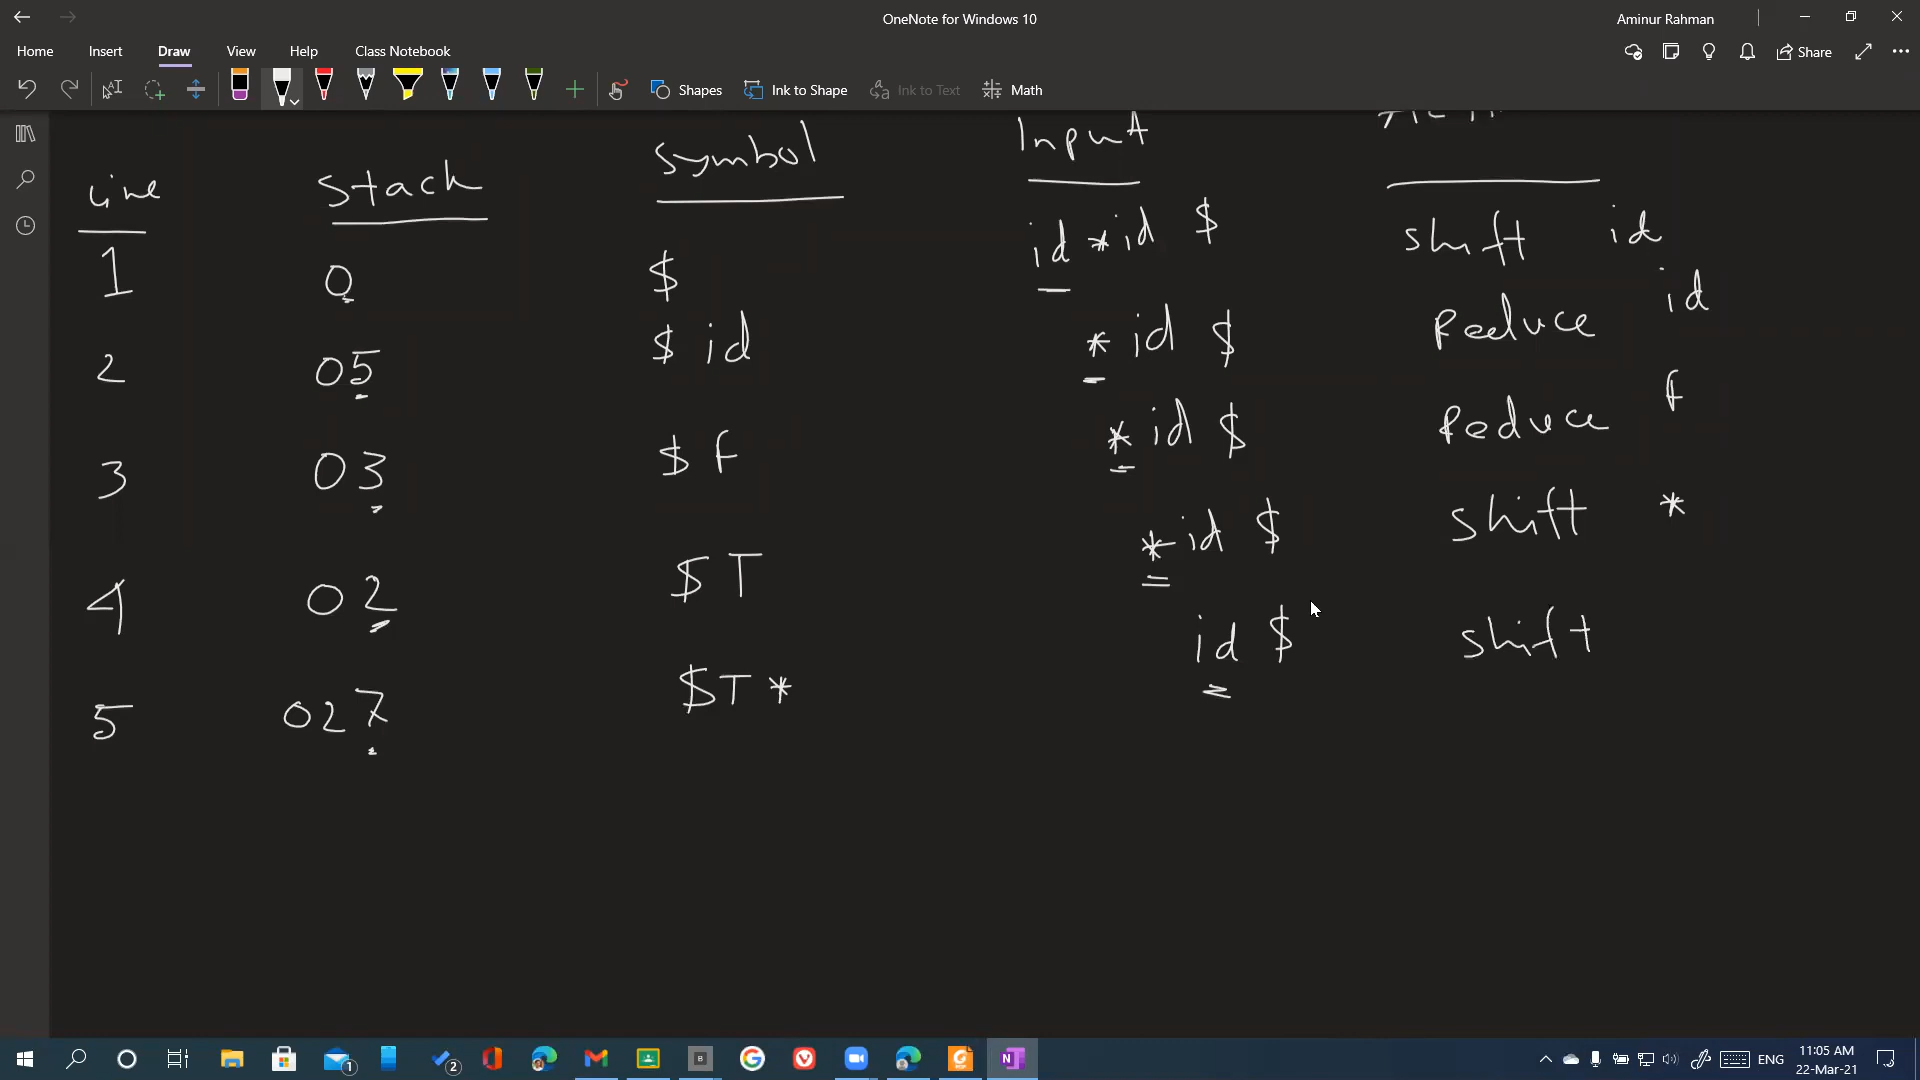 OneNote for Windows 10
Aminur Rahman
Home Insert Draw View Help Class Notebook
Share
Shapes Ink to Shape Ink to Text Math
Line Stack Symbol Input
1 0 $ id * id $ shift id
2 05 $ id * id $ Reduce id
3 03 $ F * id $ Reduce F
4 02 $ T * id $ shift *
5 027 $ T * id $ shift
1 2 ENG 11:05 AM
22-Mar-21